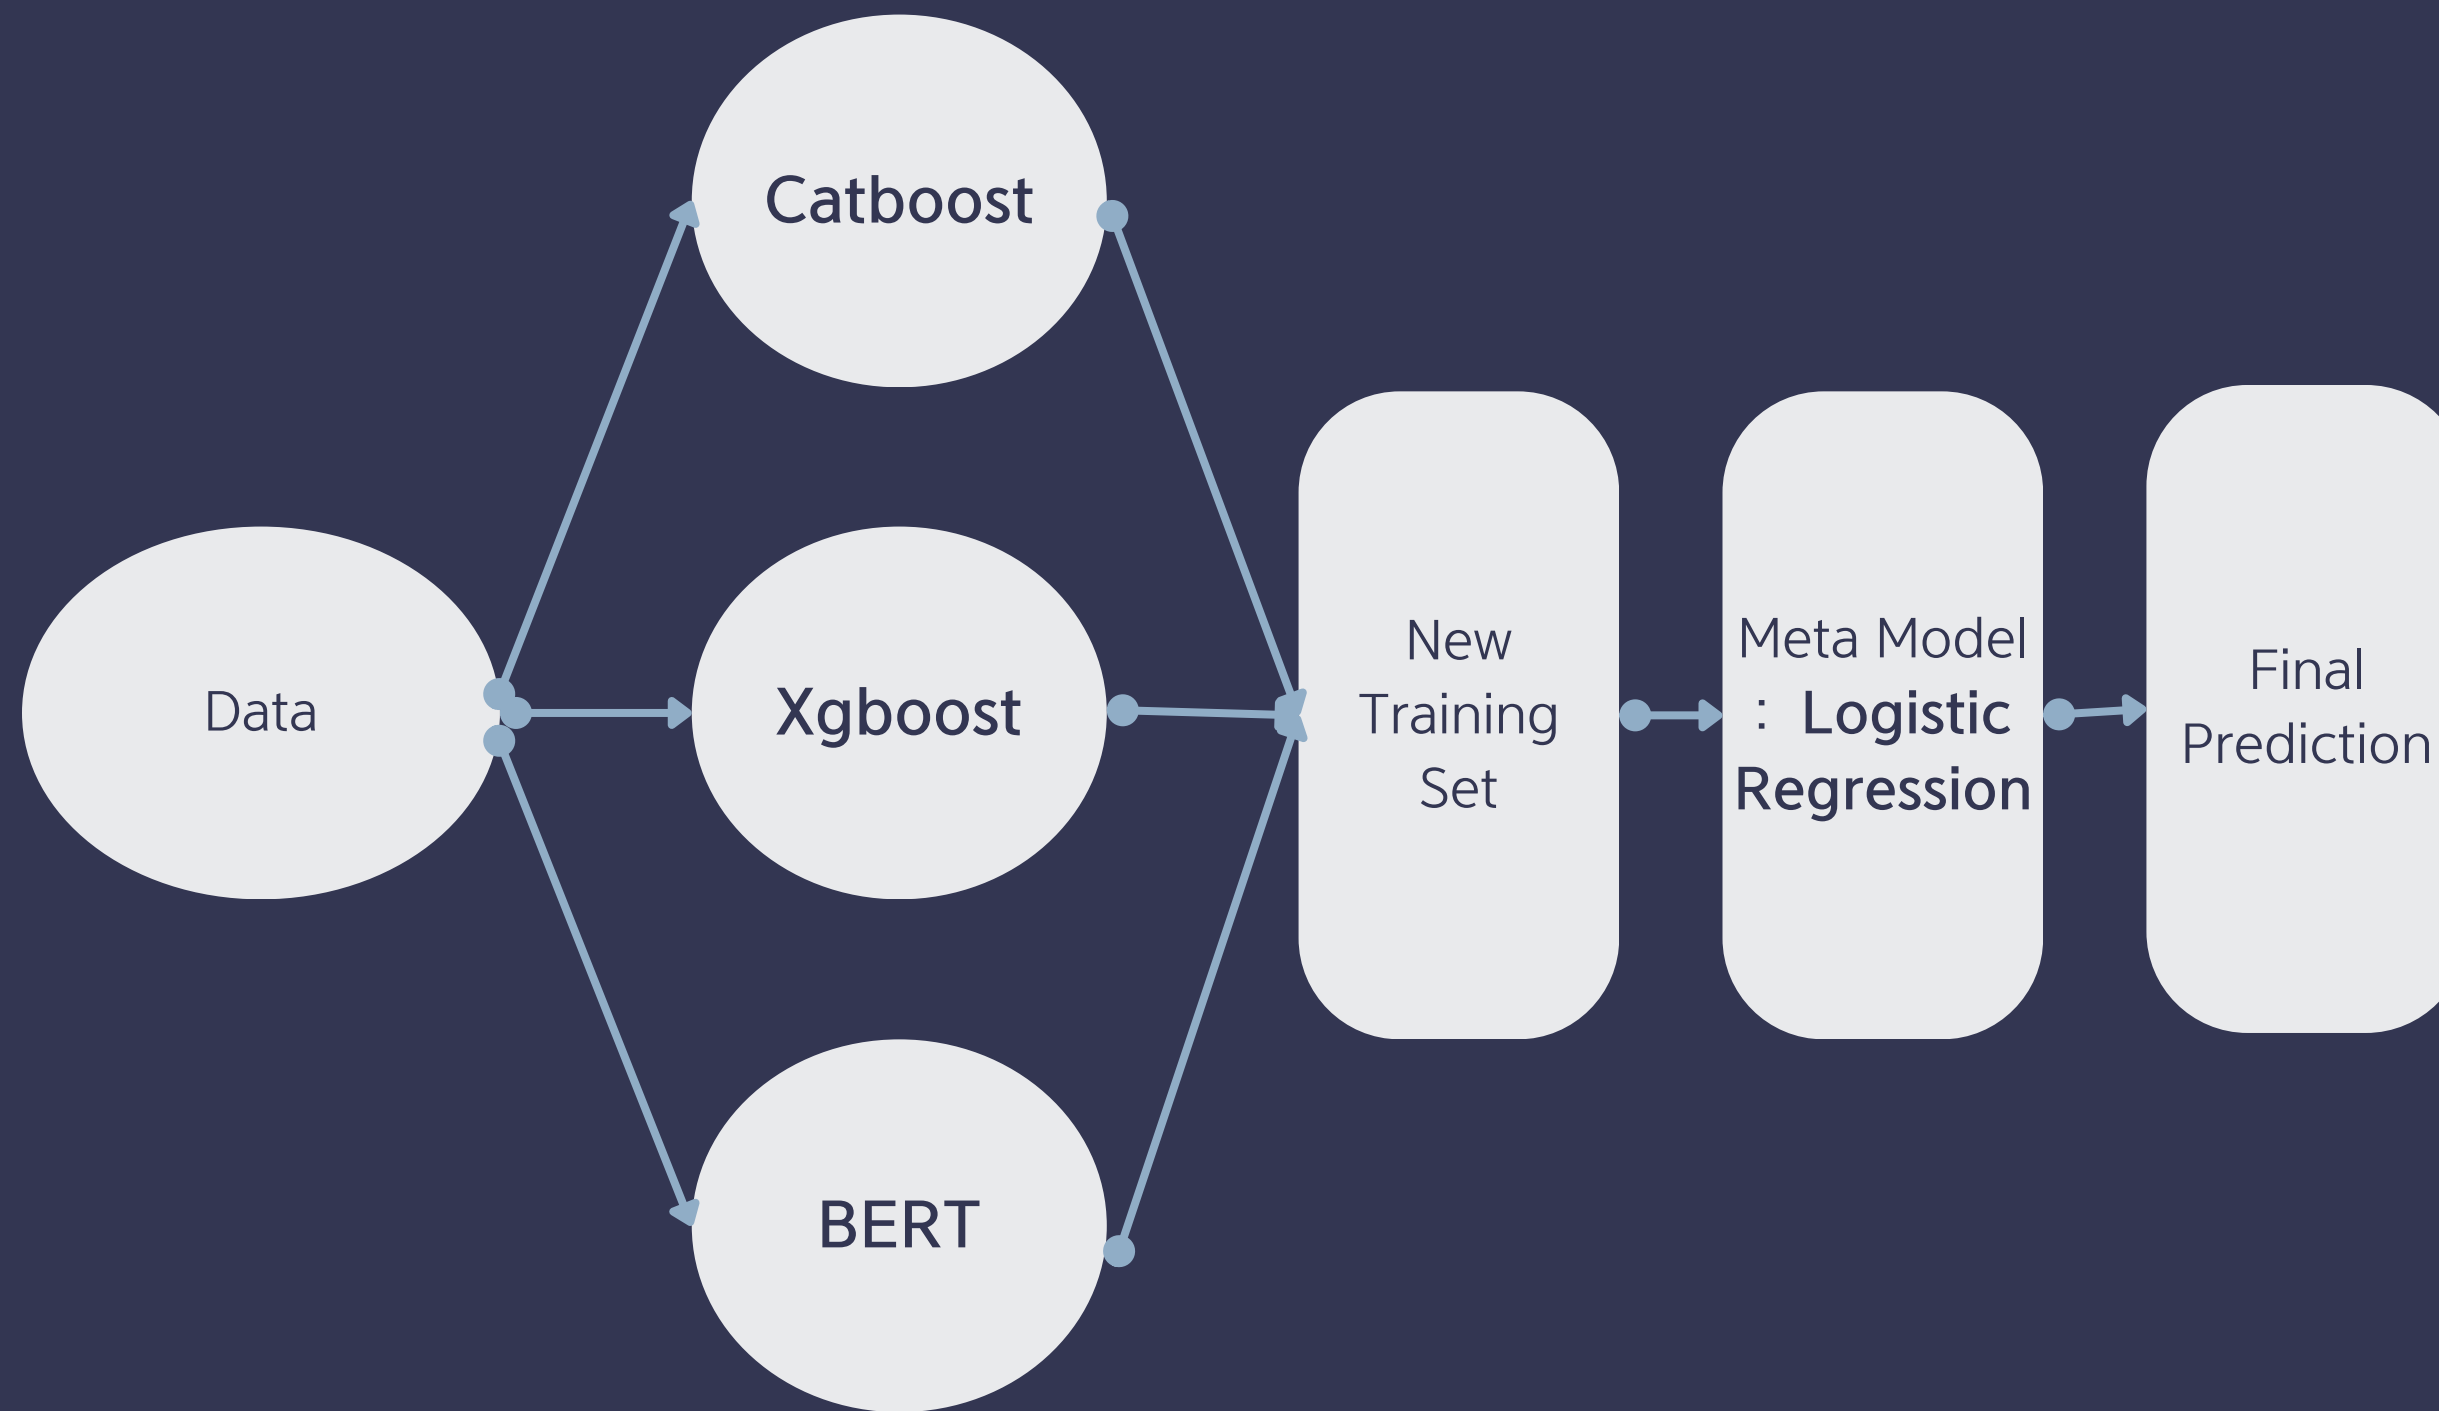 Data
Catboost
Xgboost
BERT
New
Training
Set
Meta Model
: Logistic
Regression
Final
Prediction